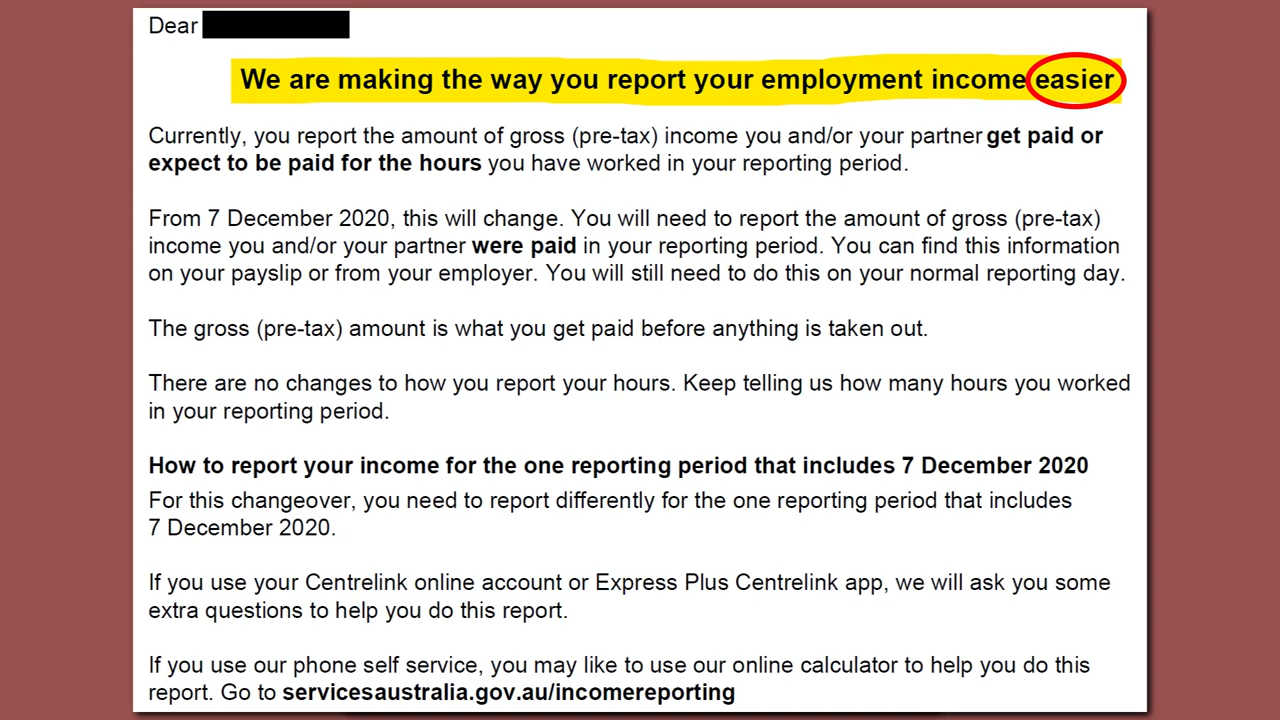 Dear
We are making the way you report your employment income easier
Currently, you report the amount of gross (pre-tax) income you and/or your partner get paid or
expect to be paid for the hours you have worked in your reporting period.
From 7 December 2020, this will change. You will need to report the amount of gross (pre-tax)
income you and/or your partner were paid in your reporting period. You can find this information
on your payslip or from your employer. You will still need to do this on your normal reporting day.
The gross (pre-tax) amount is what you get paid before anything is taken out.
There are no changes to how you report your hours. Keep telling us how many hours you worked
in your reporting period.
How to report your income for the one reporting period that includes 7 December 2020
For this changeover, you need to report differently for the one reporting period that includes
7 December 2020.
If you use your Centrelink online account or Express Plus Centrelink app, we will ask you some
extra questions to help you do this report.
If you use our phone self service, you may like to use our online calculator to help you do this
report. Go to servicesaustralia.gov.au/incomereporting